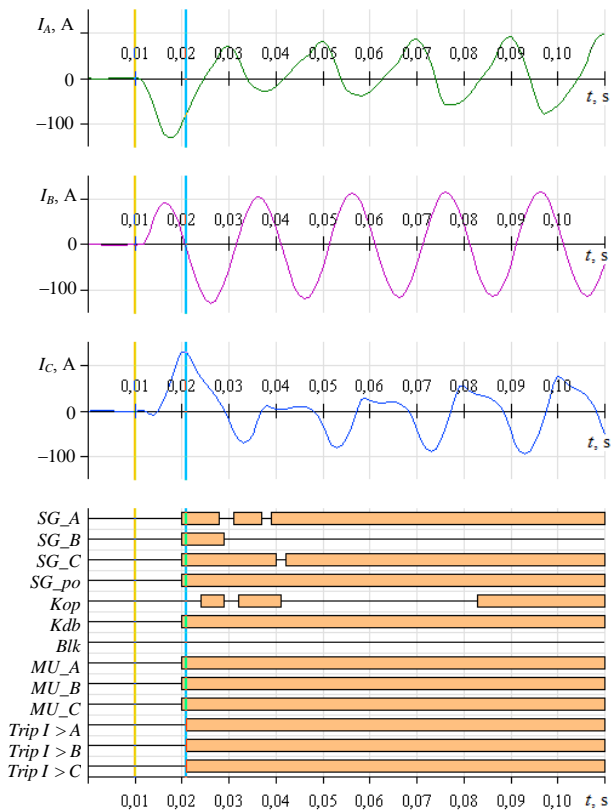 I_A, A
0,01 0,02 0,03 0,04 0,05 0,06 0,07 0,08 0,09 0,10
0
t, s
–100
I_B, A
0,01 0,02 0,03 0,04 0,05 0,06 0,07 0,08 0,09 0,10
0
t, s
–100
I_C, A
0,01 0,02 0,03 0,04 0,05 0,06 0,07 0,08 0,09 0,10
0
t, s
–100
SG_A
SG_B
SG_C
SG_po
Kop
Kdb
Blk
MU_A
MU_B
MU_C
Trip I > A
Trip I > B
Trip I > C
0,01 0,02 0,03 0,04 0,05 0,06 0,07 0,08 0,09 0,10
t, s